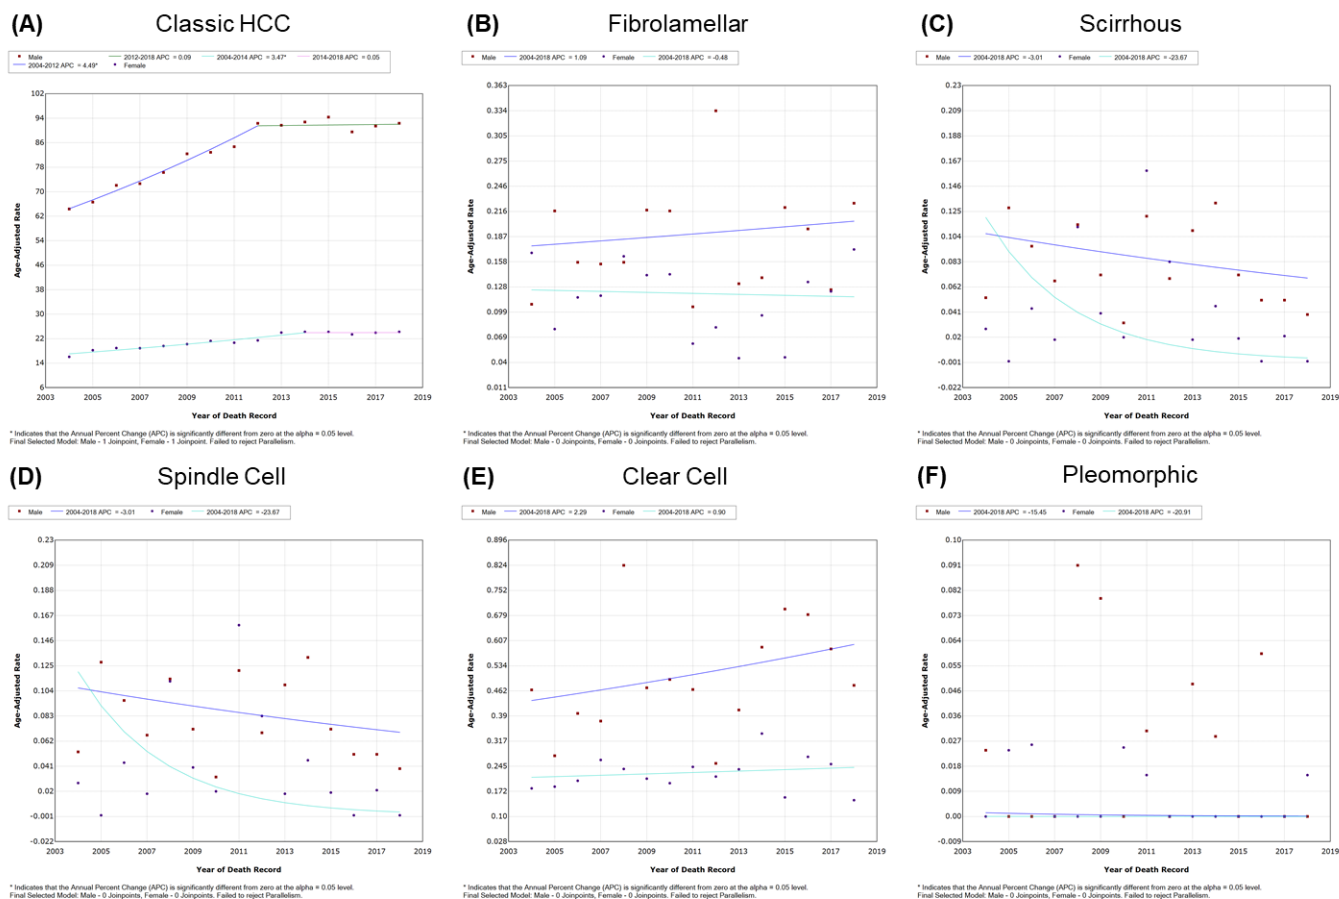 (A) Classic HCC
Male 2012-2018 APC = 0.09 2004-2014 APC = 3.47* 2014-2018 APC = 0.05
2004-2012 APC = 4.49* Female
102
94
86
78
70
62
54
46
38
30
22
14
6
Age-Adjusted Rate
2003 2005 2007 2009 2011 2013 2015 2017 2019
Year of Death Record
* Indicates that the Annual Percent Change (APC) is significantly different from zero at the alpha = 0.05 level.
Final Selected Model: Male - 1 Joinpoint, Female - 1 Joinpoint. Failed to reject Parallelism.
(B) Fibrolamellar
Male 2004-2018 APC = 1.09 Female 2004-2018 APC = -0.48
0.363
0.334
0.305
0.275
0.246
0.216
0.187
0.158
0.128
0.099
0.069
0.04
0.011
Age-Adjusted Rate
2003 2005 2007 2009 2011 2013 2015 2017 2019
Year of Death Record
* Indicates that the Annual Percent Change (APC) is significantly different from zero at the alpha = 0.05 level.
Final Selected Model: Male - 0 Joinpoints, Female - 0 Joinpoints. Failed to reject Parallelism.
(C) Scirrhous
Male 2004-2018 APC = -3.01 Female 2004-2018 APC = -23.67
0.23
0.209
0.188
0.167
0.146
0.125
0.104
0.083
0.062
0.041
0.02
-0.001
-0.022
Age-Adjusted Rate
2003 2005 2007 2009 2011 2013 2015 2017 2019
Year of Death Record
* Indicates that the Annual Percent Change (APC) is significantly different from zero at the alpha = 0.05 level.
Final Selected Model: Male - 0 Joinpoints, Female - 0 Joinpoints. Failed to reject Parallelism.
(D) Spindle Cell
Male 2004-2018 APC = -3.01 Female 2004-2018 APC = -23.67
0.23
0.209
0.188
0.167
0.146
0.125
0.104
0.083
0.062
0.041
0.02
-0.001
-0.022
Age-Adjusted Rate
2003 2005 2007 2009 2011 2013 2015 2017 2019
Year of Death Record
* Indicates that the Annual Percent Change (APC) is significantly different from zero at the alpha = 0.05 level.
Final Selected Model: Male - 0 Joinpoints, Female - 0 Joinpoints. Failed to reject Parallelism.
(E) Clear Cell
Male 2004-2018 APC = 2.29 Female 2004-2018 APC = 0.90
0.896
0.824
0.752
0.679
0.607
0.534
0.462
0.39
0.317
0.245
0.172
0.10
0.028
Age-Adjusted Rate
2003 2005 2007 2009 2011 2013 2015 2017 2019
Year of Death Record
* Indicates that the Annual Percent Change (APC) is significantly different from zero at the alpha = 0.05 level.
Final Selected Model: Male - 0 Joinpoints, Female - 0 Joinpoints. Failed to reject Parallelism.
(F) Pleomorphic
Male 2004-2018 APC = -15.45 Female 2004-2018 APC = -20.91
0.10
0.091
0.082
0.073
0.064
0.055
0.046
0.036
0.027
0.018
0.009
0.00
-0.009
Age-Adjusted Rate
2003 2005 2007 2009 2011 2013 2015 2017 2019
Year of Death Record
* Indicates that the Annual Percent Change (APC) is significantly different from zero at the alpha = 0.05 level.
Final Selected Model: Male - 0 Joinpoints, Female - 0 Joinpoints. Failed to reject Parallelism.